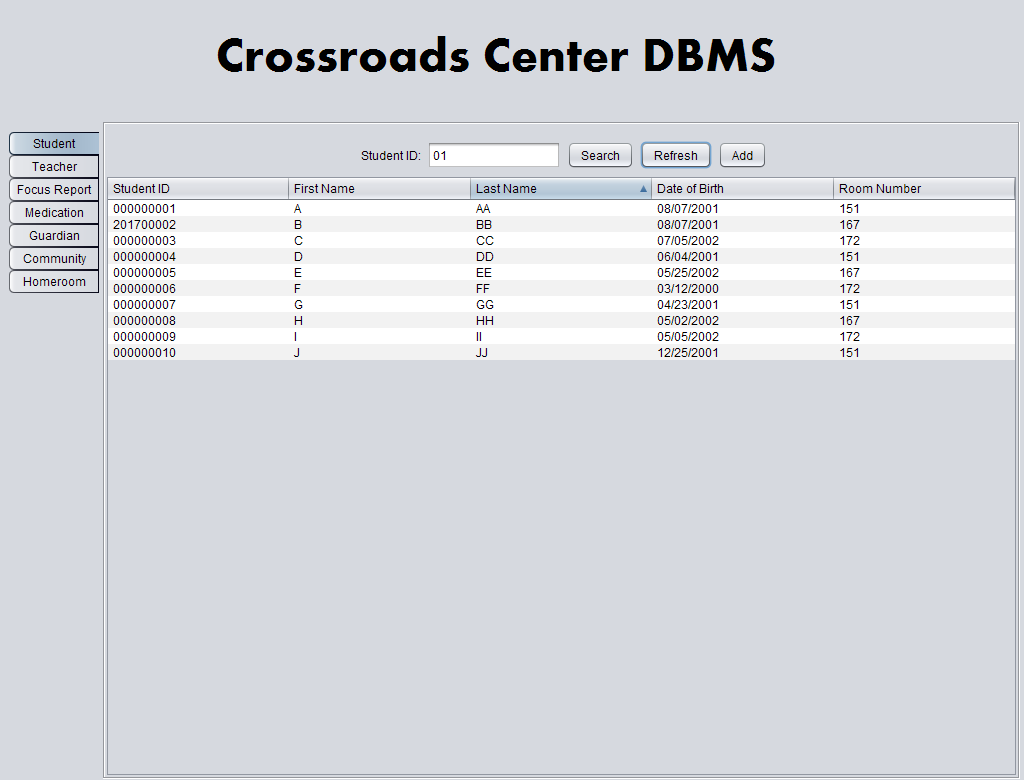 Crossroads Center DBMS
Student
Teacher
Focus Report
Medication
Guardian
Community
Homeroom
Student ID: 01 Search Refresh Add
Student ID First Name Last Name Date of Birth Room Number
000000001 A AA 08/07/2001 151
201700002 B BB 08/07/2001 167
000000003 C CC 07/05/2002 172
000000004 D DD 06/04/2001 151
000000005 E EE 05/25/2002 167
000000006 F FF 03/12/2000 172
000000007 G GG 04/23/2001 151
000000008 H HH 05/02/2002 167
000000009 I II 05/05/2002 172
000000010 J JJ 12/25/2001 151